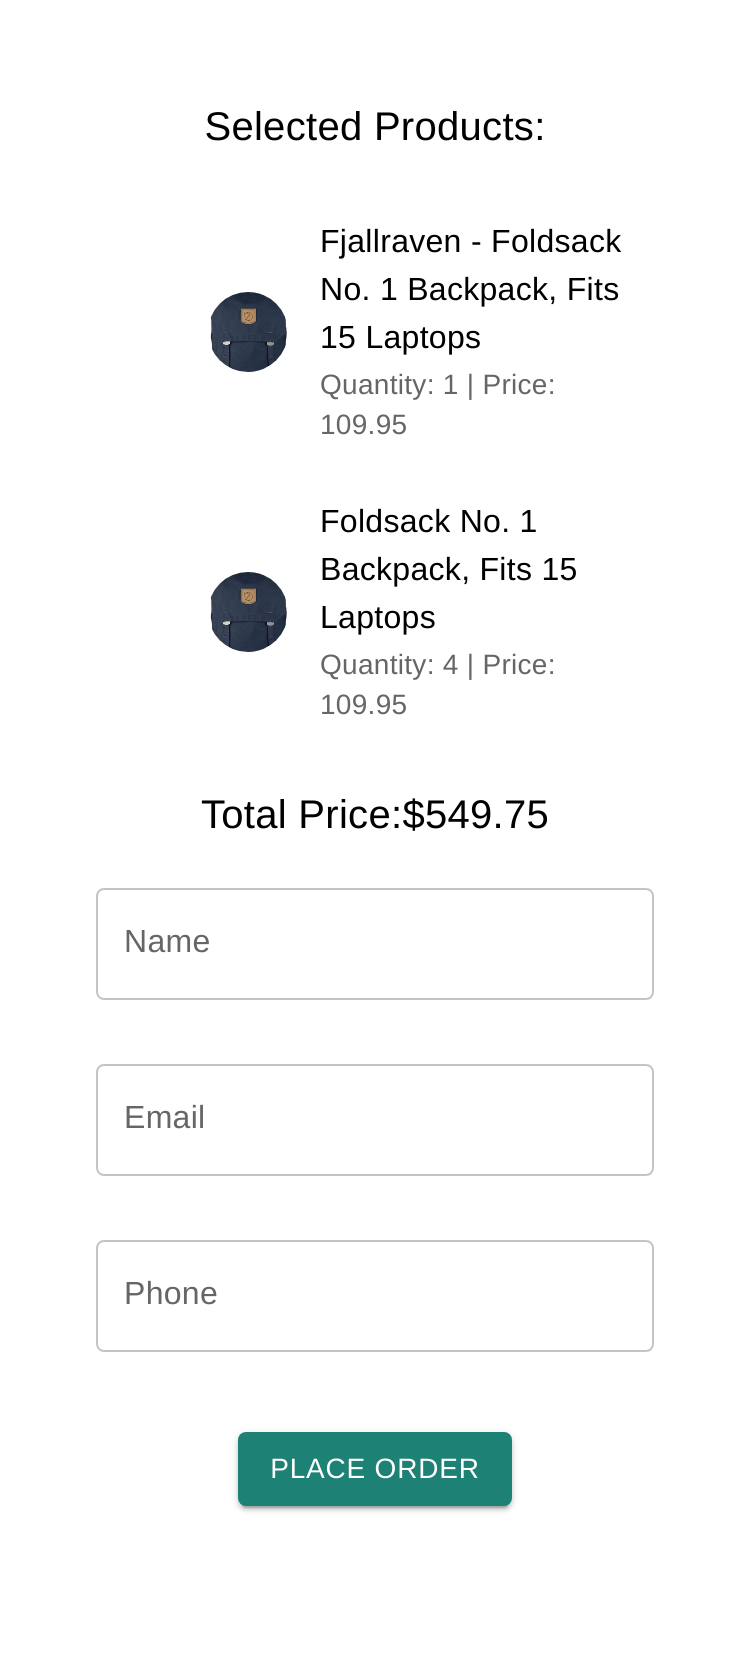 Selected Products:
Fjallraven - Foldsack
No. 1 Backpack, Fits
15 Laptops
Quantity: 1 | Price:
109.95
Foldsack No. 1
Backpack, Fits 15
Laptops
Quantity: 4 | Price:
109.95
Total Price:$549.75
Name
Email
Phone
PLACE ORDER